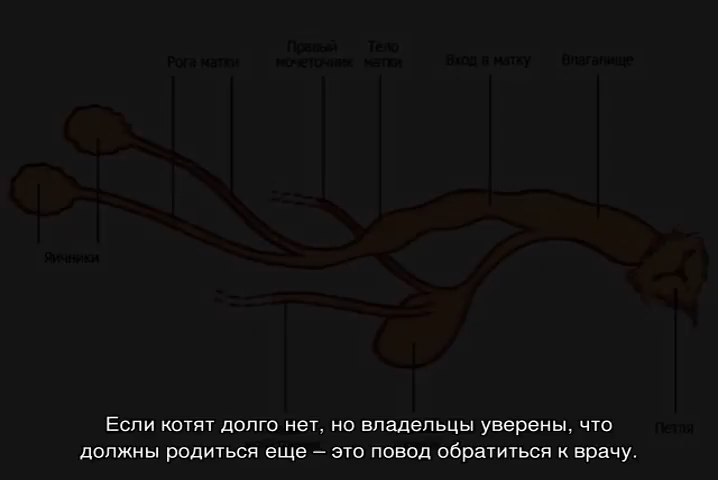 Рога матки
Правый
мочеточник
Тело
матки
Вход в матку
Влагалище
Яичники
Петля
Если котят долго нет, но владельцы уверены, что
должны родиться еще – это повод обратиться к врачу.